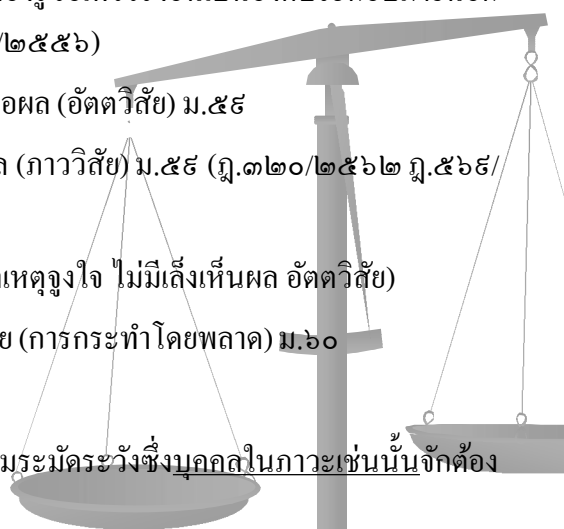 /๒๕๕๖)
อผล (อัตตวิสัย) ม.๕๙
ล (ภาววิสัย) ม.๕๙ (ฎ.๓๒๐/๒๕๖๒ ฎ.๕๖๙/
าเหตุจูงใจ ไม่มีเล็งเห็นผล อัตตวิสัย)
ย (การกระทำโดยพลาด) ม.๖๐
มระมัดระวังซึ่งบุคคลในภาวะเช่นนั้นจักต้อง